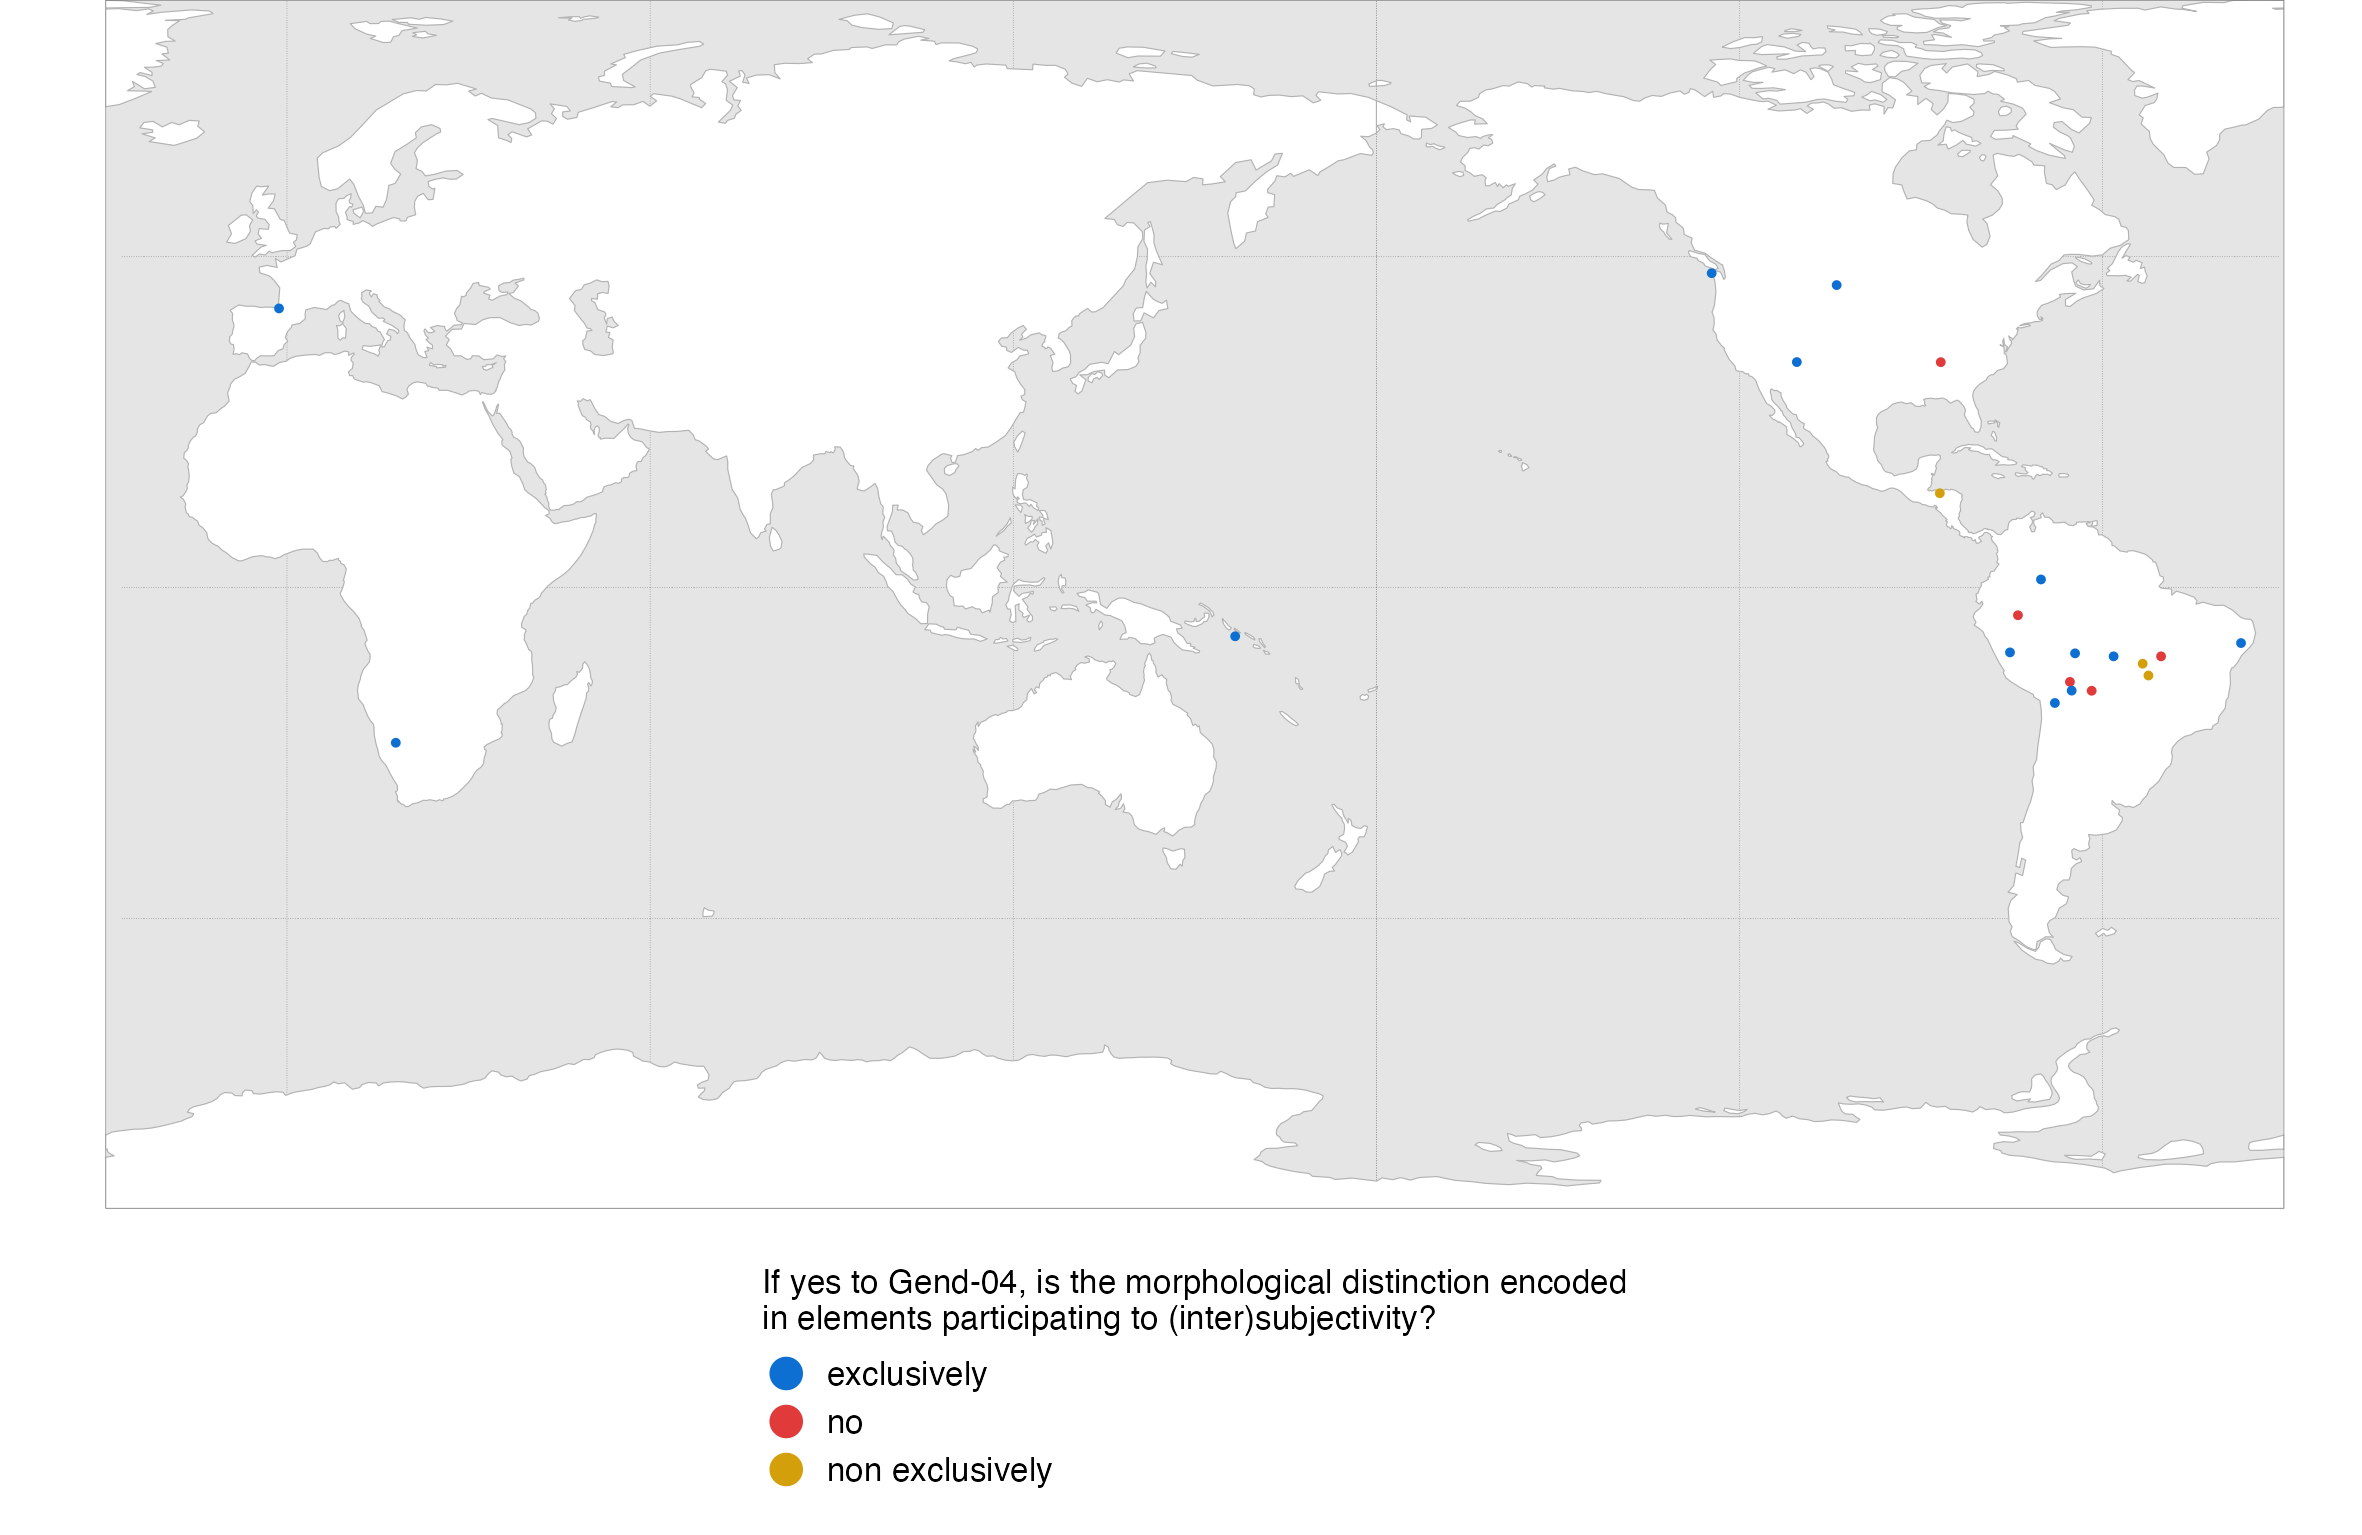 If yes to Gend-04, is the morphological distinction encoded
in elements participating to (inter)subjectivity?
exclusively
no
non exclusively